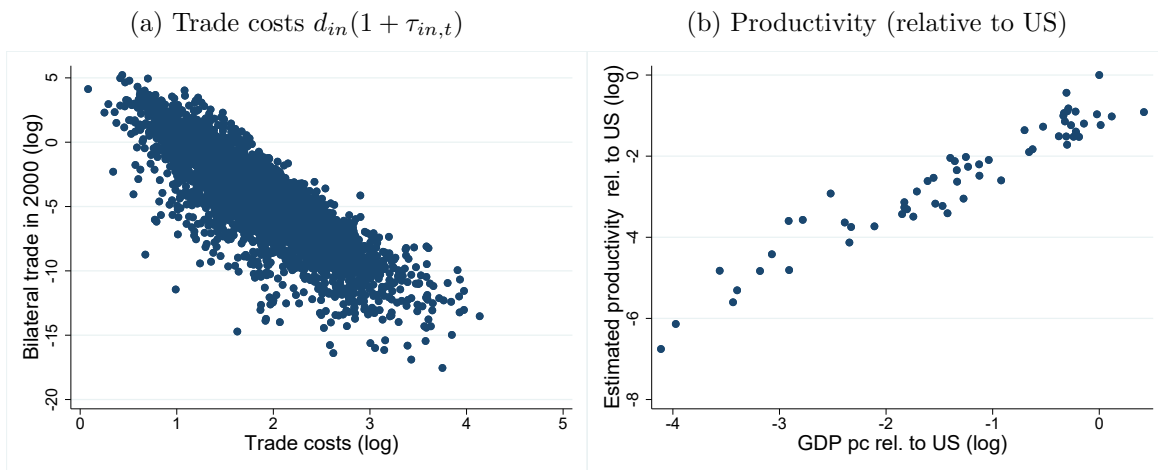 (a) Trade costs $d_{in}(1 + \tau_{in,t})$
(b) Productivity (relative to US)
Bilateral trade in 2000 (log)
5
0
-5
-10
-15
-20
0 1 2 3 4 5
Trade costs (log)
Estimated productivity rel. to US (log)
0
-2
-4
-6
-8
-4 -3 -2 -1 0
GDP pc rel. to US (log)